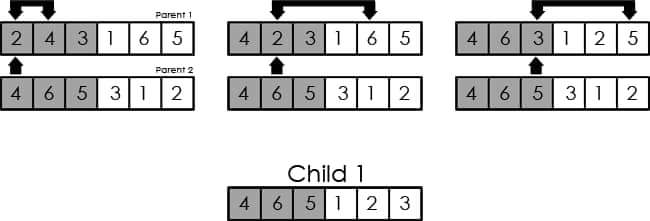 Parent 1
2 4 3 1 6 5
4 2 3 1 6 5
4 6 3 1 2 5
Parent 2
4 6 5 3 1 2
4 6 5 3 1 2
4 6 5 3 1 2
Child 1
4 6 5 1 2 3